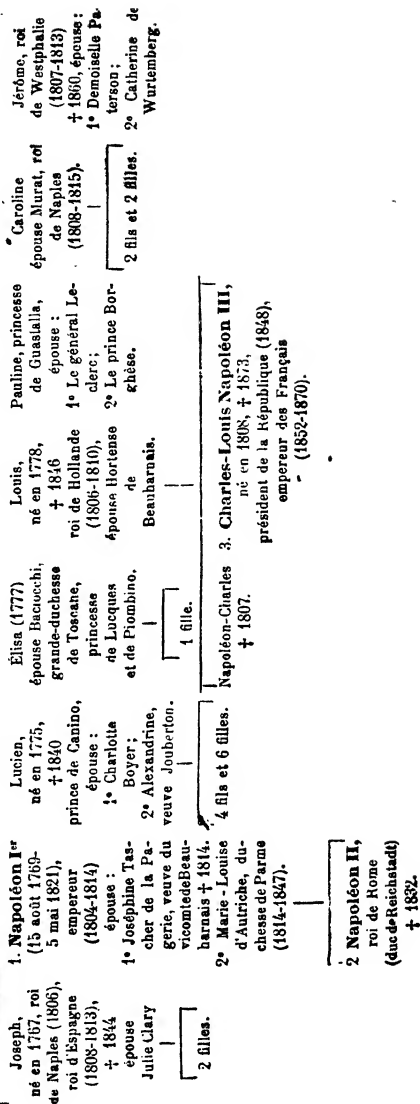 Joseph,
né en 1767, roi
de Naples (1806),
roi d'Espagne
(1808-1813),
† 1844
épouse
Julie Clary
2 filles.
1. Napoléon Ier
(15 août 1769-
5 mai 1821),
empereur
(1804-1814)
épouse :
1° Joséphine Tas-
cher de la Pa-
gerie, veuve du
vicomte de Beau-
harnais † 1814.
2° Marie-Louise
d'Autriche, du-
chesse de Parme
(1814-1847).
2 Napoléon II,
roi de Rome
(duc de Reichstadt)
† 1832.
Lucien,
né en 1775,
†1840
prince de Canino,
épouse :
1° Charlotte
Boyer;
2° Alexandrine,
veuve Jouberton.
4 fils et 6 filles.
Élisa (1777)
épouse Bacrocchi,
grande-duchesse
de Toscane,
princesse
de Lucques
et de Piombino.
1 fille.
Louis,
né en 1778,
† 1846
roi de Hollande
(1806-1810),
épouse Hortense
de
Beauharnais.
Napoléon-Charles
† 1807.
3. Charles-Louis Napoléon III,
né en 1808, † 1873,
président de la République (1848),
empereur des Français
(1852-1870).
Pauline, princesse
de Guastalla,
épouse :
1° Le général Le-
clerc;
2° Le prince Bor-
ghèse.
Caroline
épouse Murat, roi
de Naples
(1808-1815).
2 fils et 2 filles.
Jérôme, roi
de Westphalie
(1807-1813)
† 1860, épouse :
1° Demoiselle Pa-
terson;
2° Catherine de
Wurtemberg.